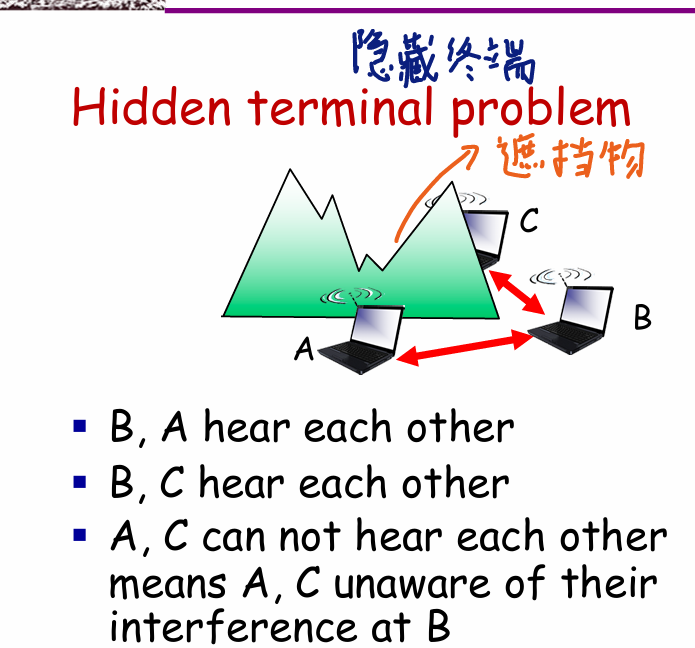 隐藏终端
Hidden terminal problem
遮挡物
C
B
A
B, A hear each other
B, C hear each other
A, C can not hear each other
means A, C unaware of their
interference at B